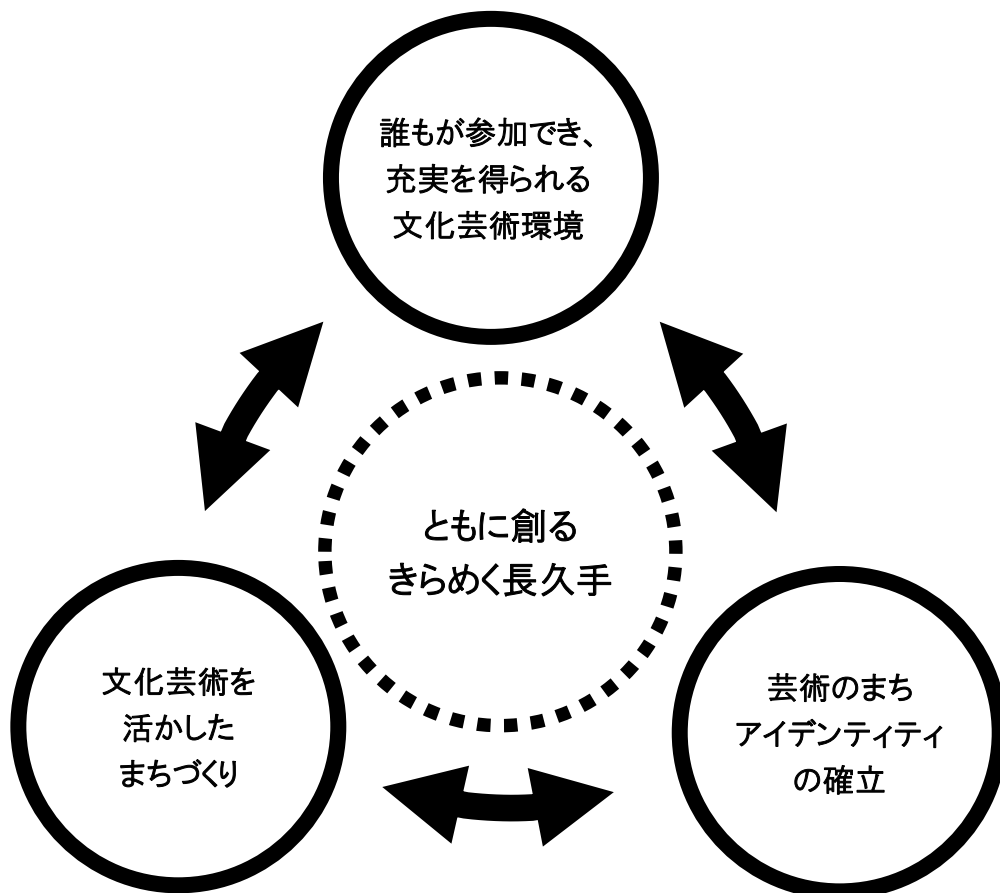 誰もが参加でき、
充実を得られる
文化芸術環境
ともに創る
きらめく長久手
文化芸術を
活かした
まちづくり
芸術のまち
アイデンティティ
の確立